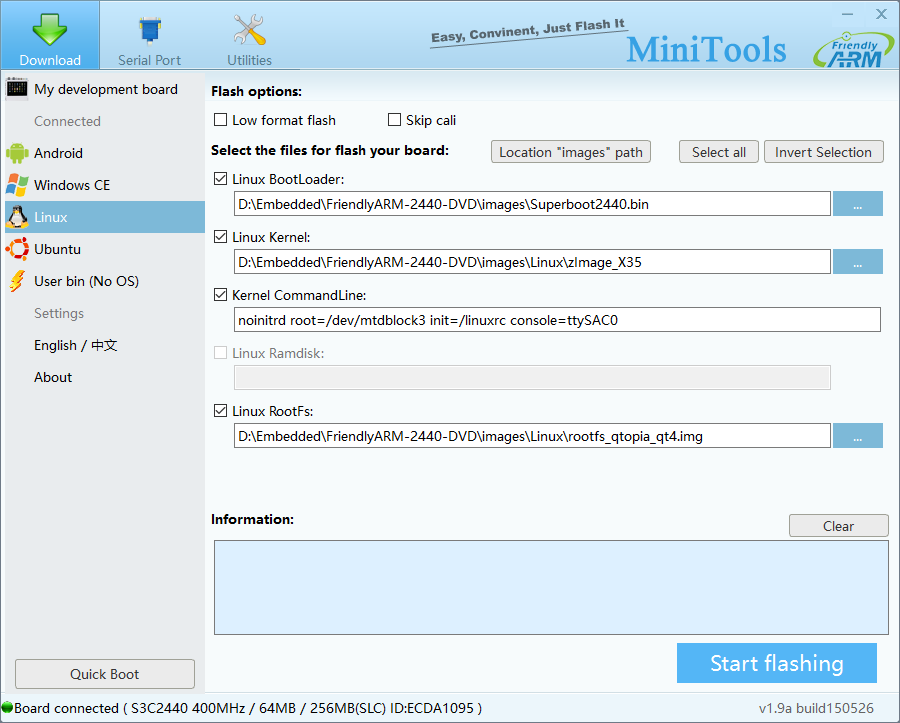 Download
Serial Port
Utilities
Easy, Convinent, Just Flash It
MiniTools
Friendly
ARM
My development board
Connected
Android
Windows CE
Linux
Ubuntu
User bin (No OS)
Settings
English / 中文
About
Quick Boot
Flash options:
Low format flash
Skip cali
Select the files for flash your board:
Location "images" path
Select all
Invert Selection
Linux BootLoader:
D:\Embedded\FriendlyARM-2440-DVD\images\Superboot2440.bin
...
Linux Kernel:
D:\Embedded\FriendlyARM-2440-DVD\images\Linux\zImage_X35
...
Kernel CommandLine:
noinitrd root=/dev/mtdblock3 init=/linuxrc console=ttySAC0
Linux Ramdisk:
Linux RootFs:
D:\Embedded\FriendlyARM-2440-DVD\images\Linux\rootfs_qtopia_qt4.img
...
Information:
Clear
Start flashing
Board connected ( S3C2440 400MHz / 64MB / 256MB(SLC) ID:ECDA1095 )
v1.9a build150526